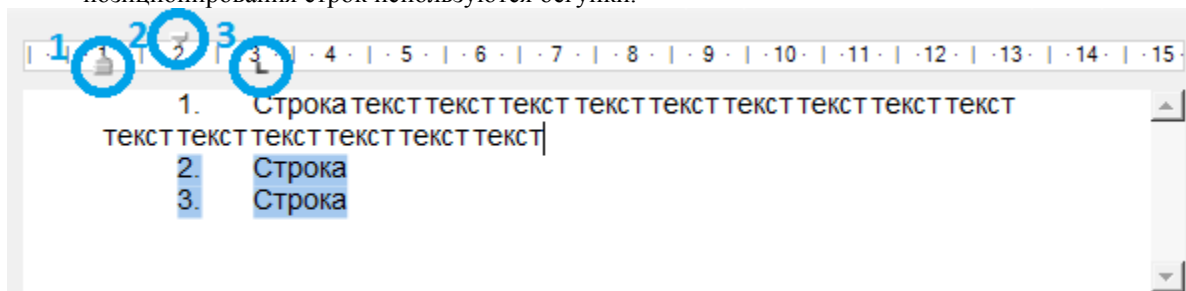 позиционирования строк используются бегунки:
1 2 3
| · 1 · | · 2 · | · 3 · | · 4 · | · 5 · | · 6 · | · 7 · | · 8 · | · 9 · | · 10 · | · 11 · | · 12 · | · 13 · | · 14 · | · 15 ·
1. Строка текст текст текст текст текст текст текст текст текст
текст текст текст текст текст текст
2. Строка
3. Строка